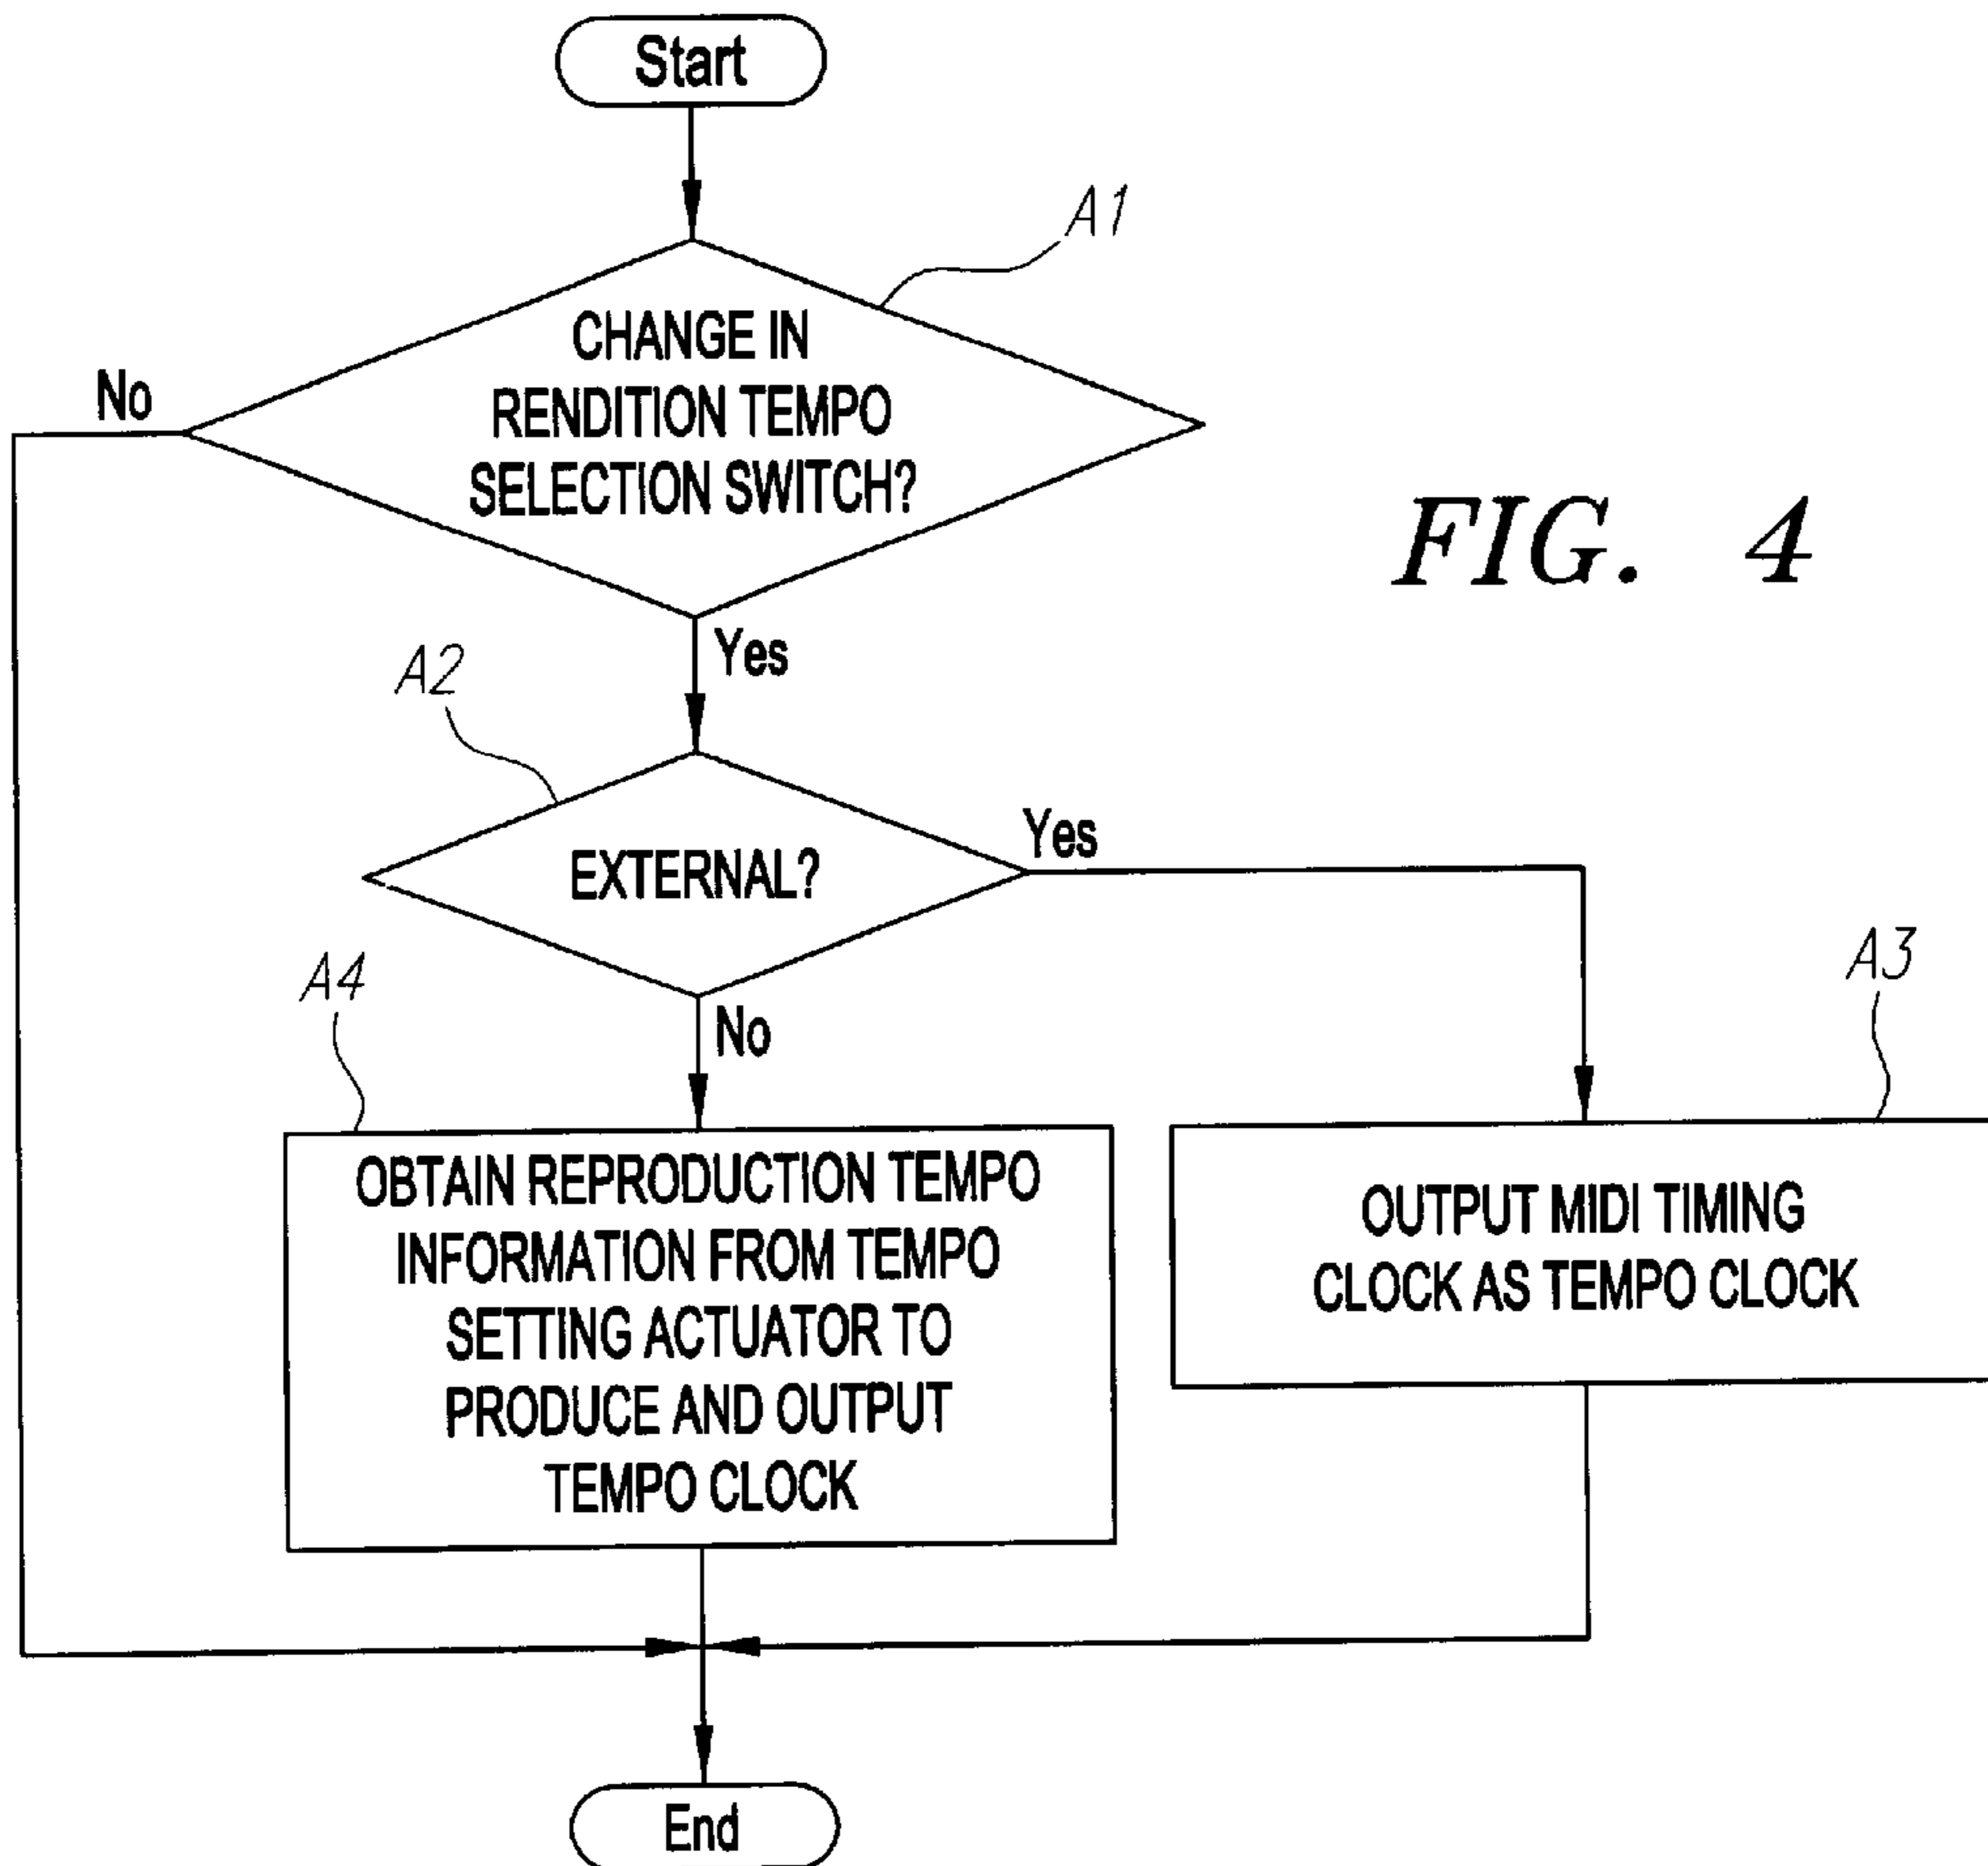 Start
A1
CHANGE IN
RENDITION TEMPO
SELECTION SWITCH?
No
FIG. 4
Yes
A2
EXTERNAL?
Yes
A4
No
A3
OBTAIN REPRODUCTION TEMPO
INFORMATION FROM TEMPO
SETTING ACTUATOR TO
PRODUCE AND OUTPUT
TEMPO CLOCK
OUTPUT MIDI TIMING
CLOCK AS TEMPO CLOCK
End